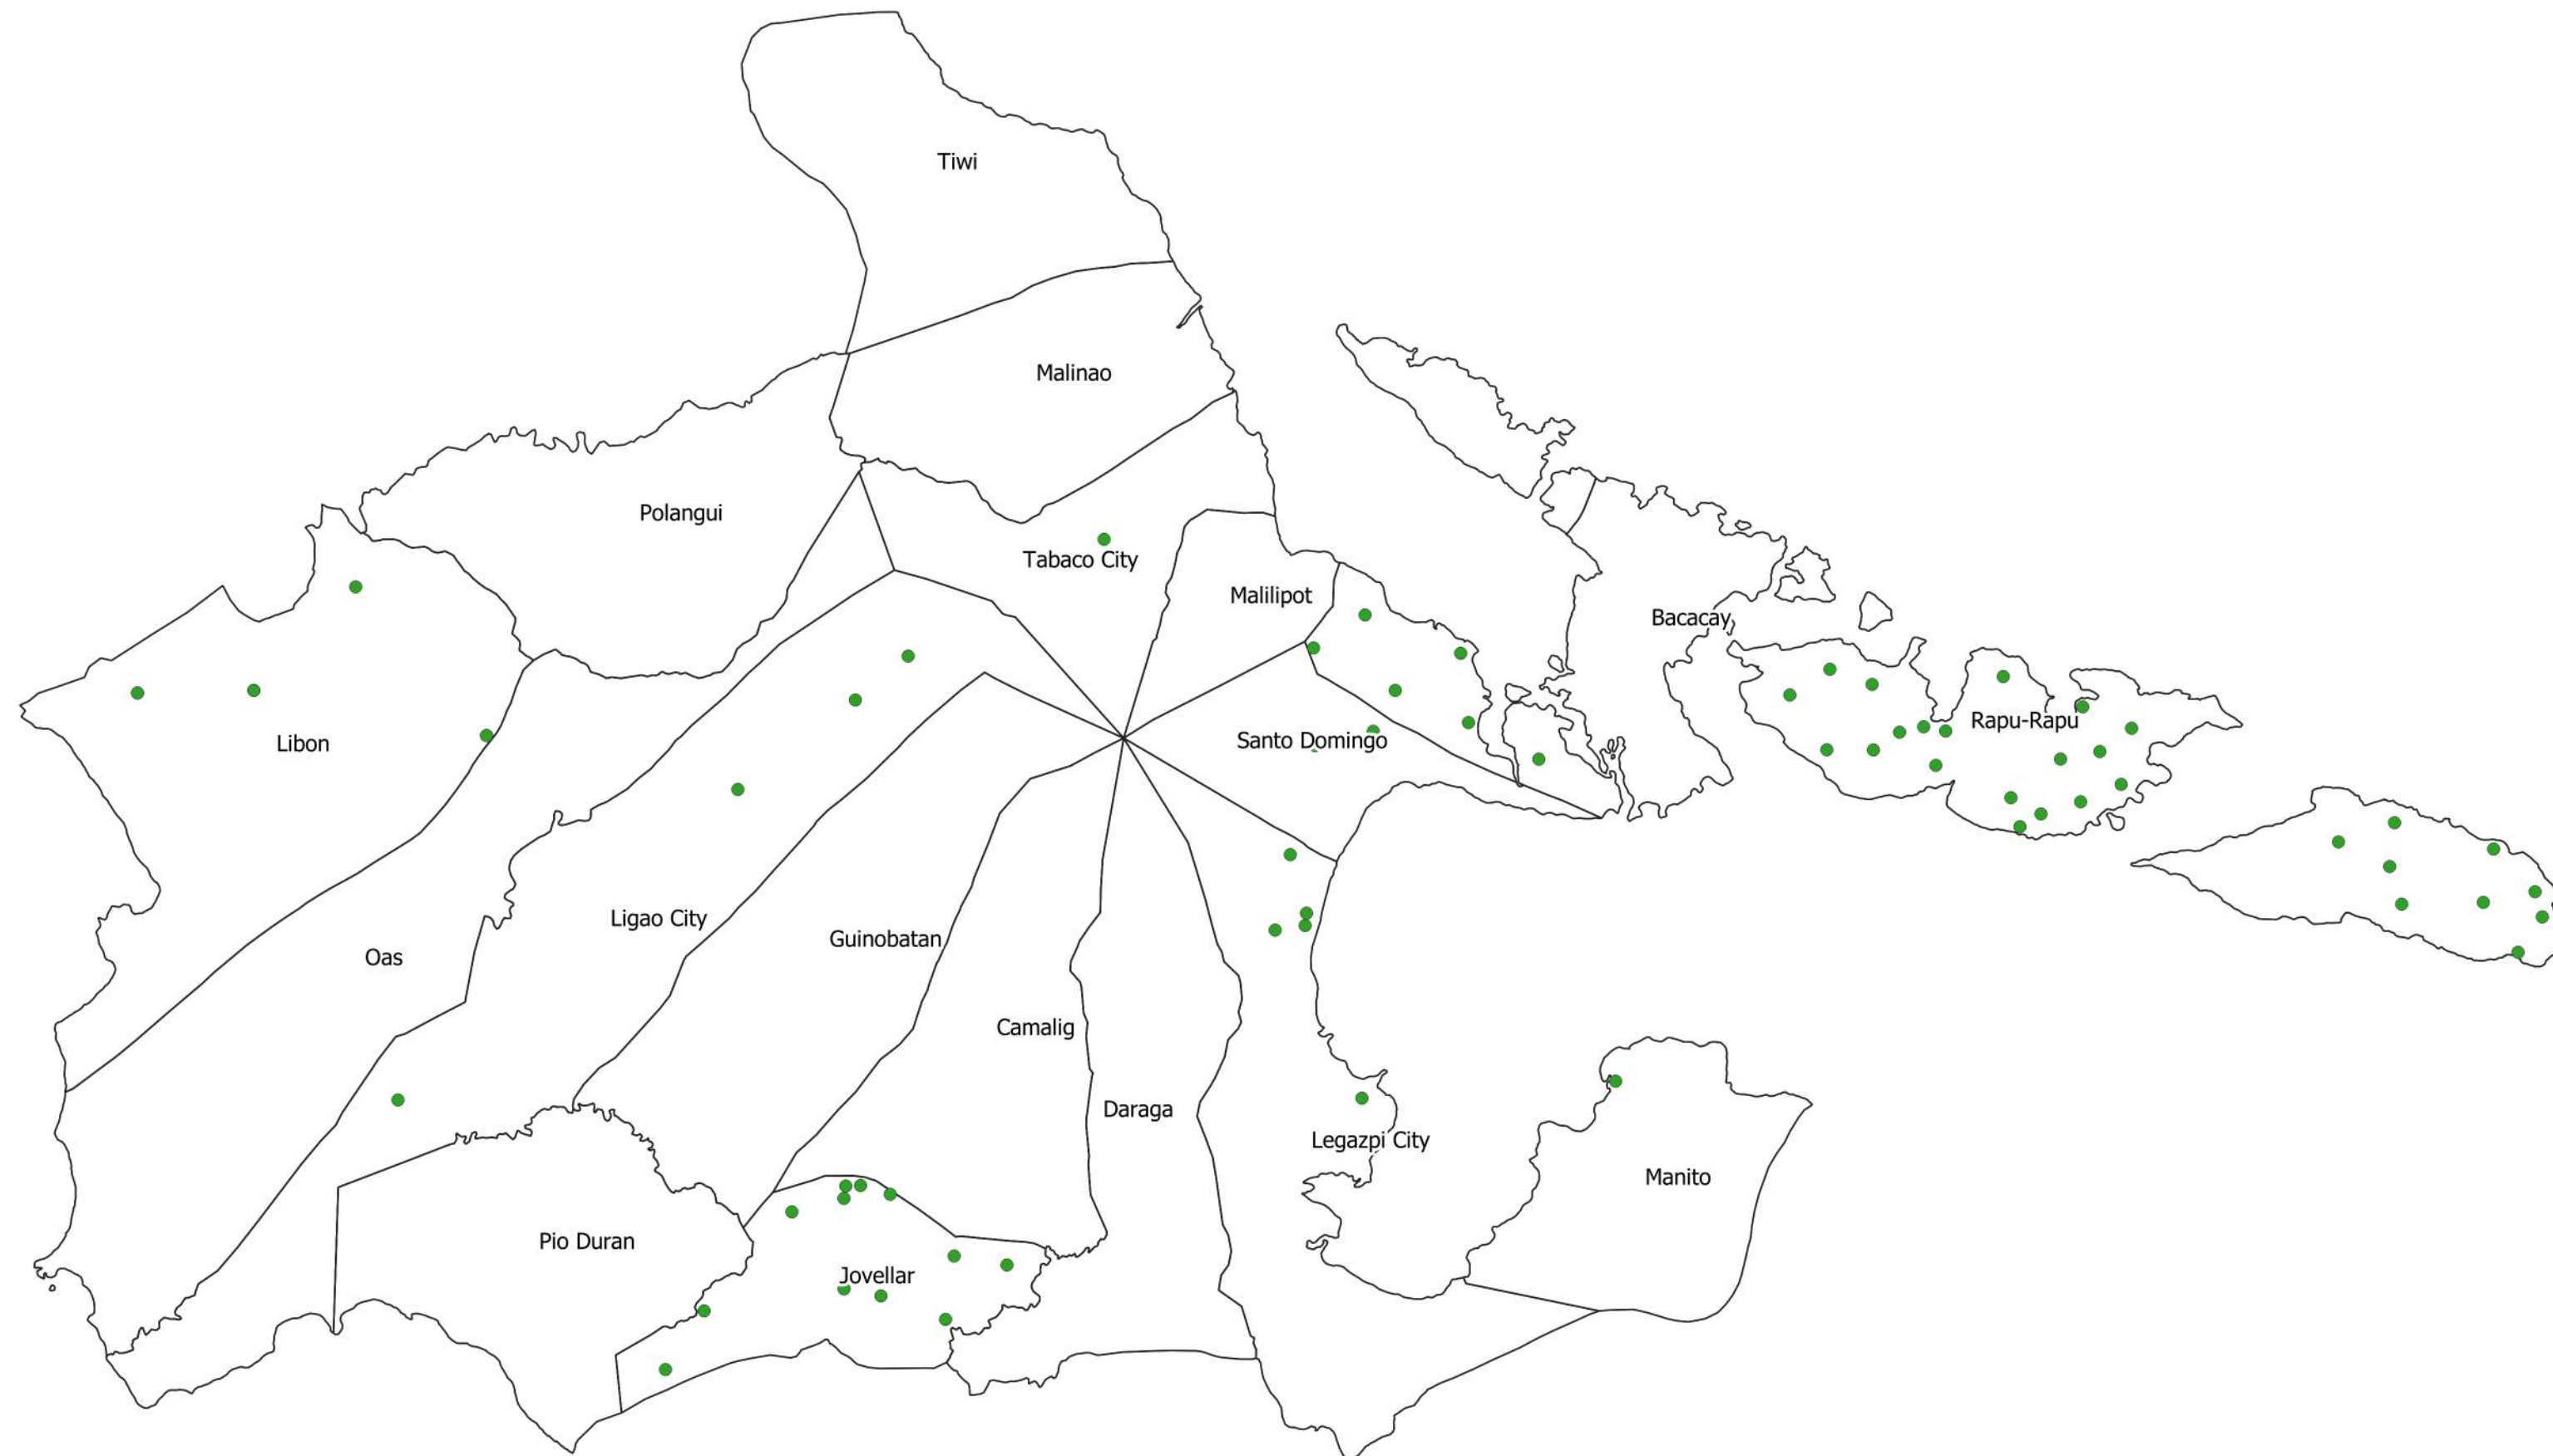 Tiwi
Malinao
Polangui
Tabaco City
Malilipot
Bacacay
Rapu-Rapu
Santo Domingo
Libon
Ligao City
Guinobatan
Oas
Camalig
Daraga
Legazpi City
Manito
Pio Duran
Jovellar